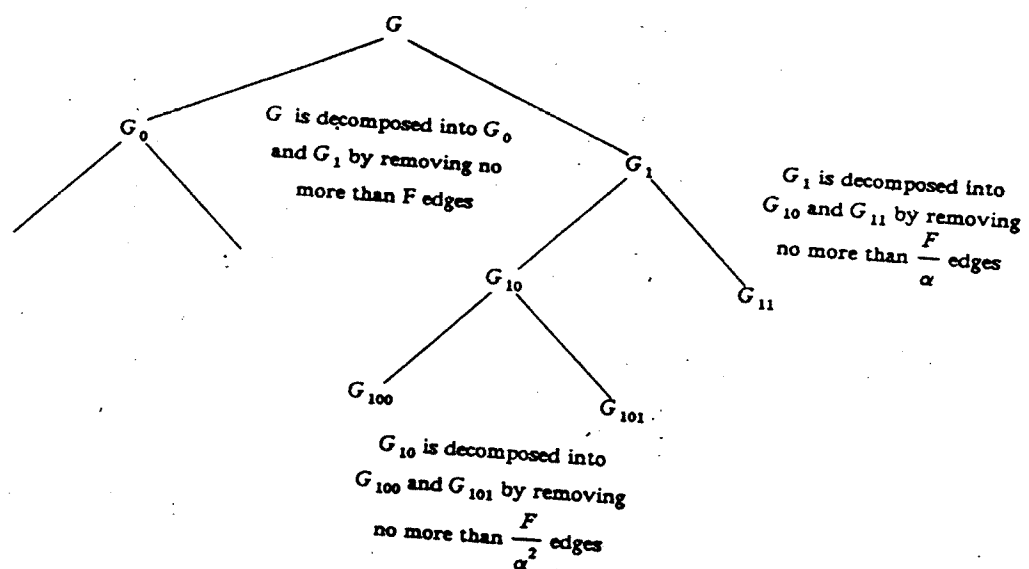 G
G₀
G is decomposed into G₀
and G₁ by removing no
more than F edges
G₁
G₁ is decomposed into
G₁₀ and G₁₁ by removing
no more than F/α edges
G₁₀
G₁₁
G₁₀₀
G₁₀₁
G₁₀ is decomposed into
G₁₀₀ and G₁₀₁ by removing
no more than F/α² edges